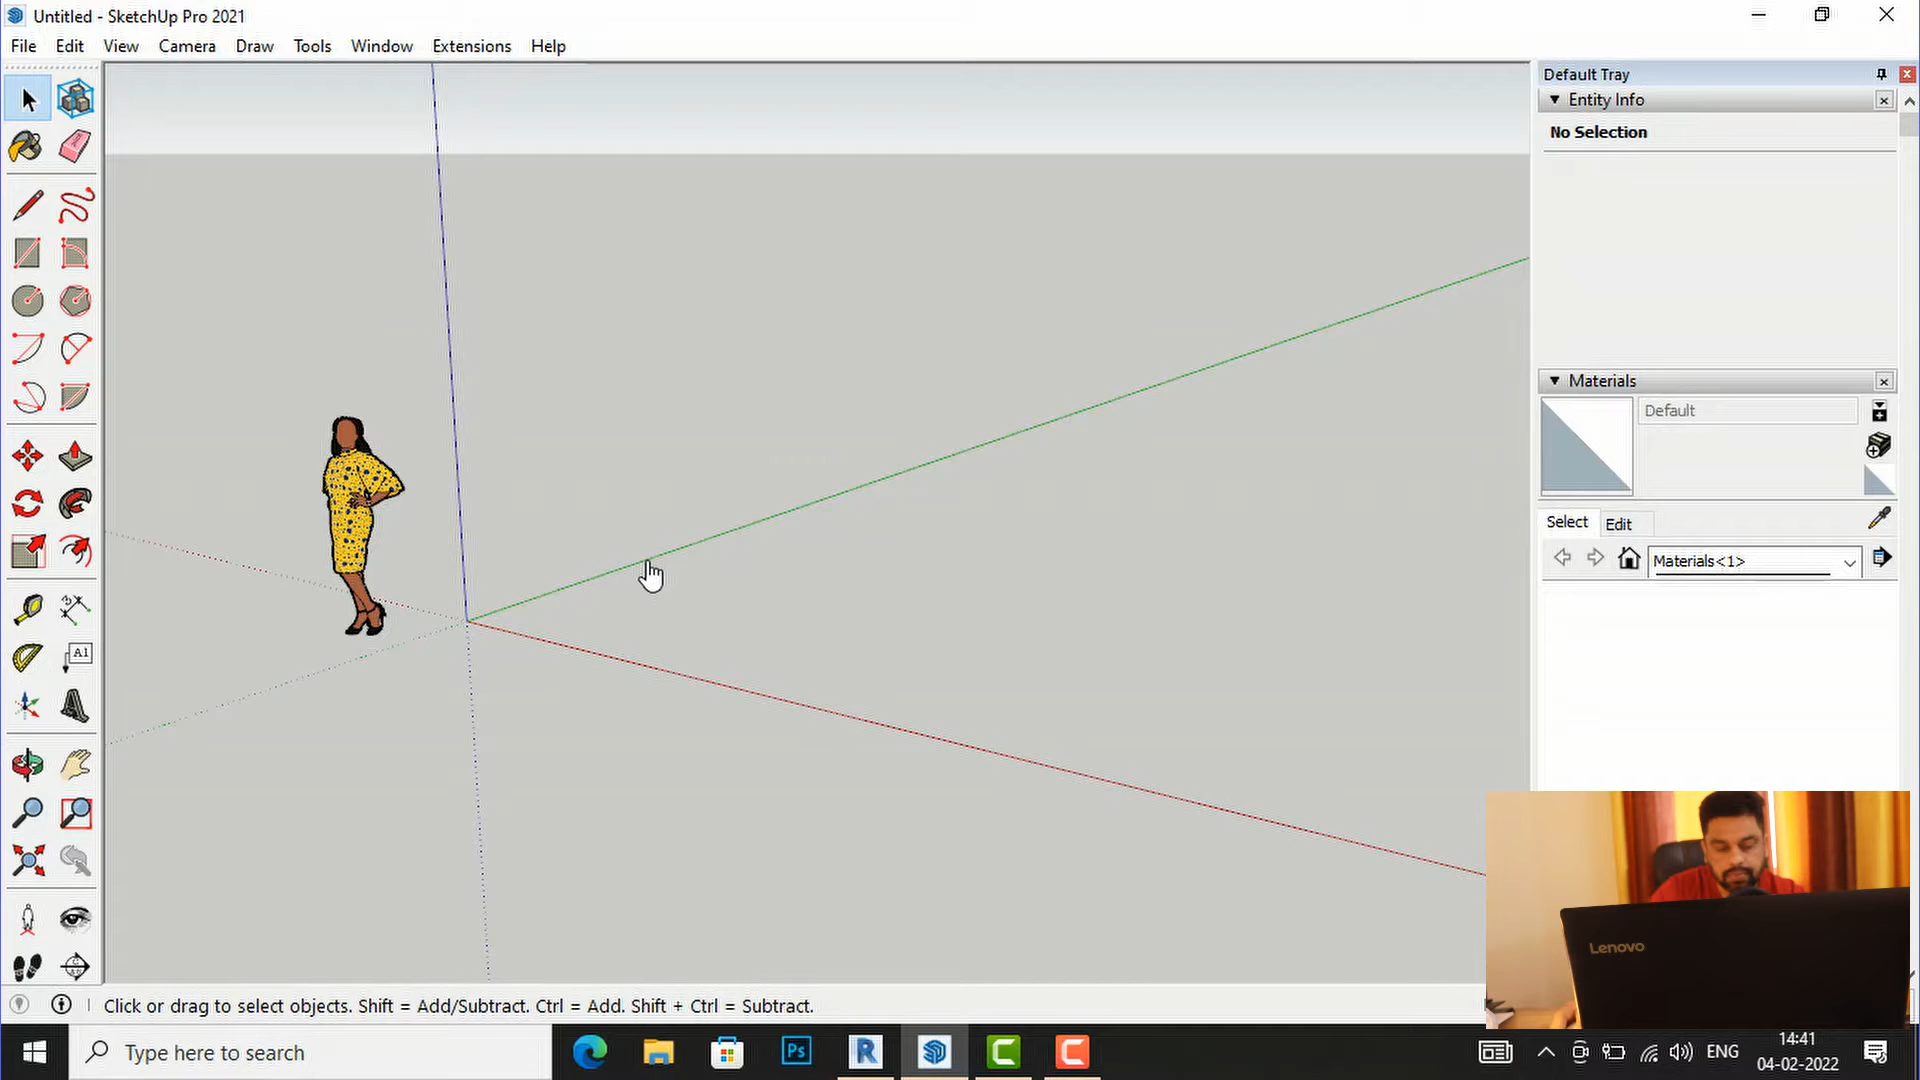 Untitled - SketchUp Pro 2021
File Edit View Camera Draw Tools Window Extensions Help
Default Tray
Entity Info
No Selection
Materials
Default
Select Edit
Materials<1>
A1
Lenovo
Click or drag to select objects. Shift = Add/Subtract. Ctrl = Add. Shift + Ctrl = Subtract.
Type here to search
Ps
R
C
C
ENG
14:41
04-02-2022